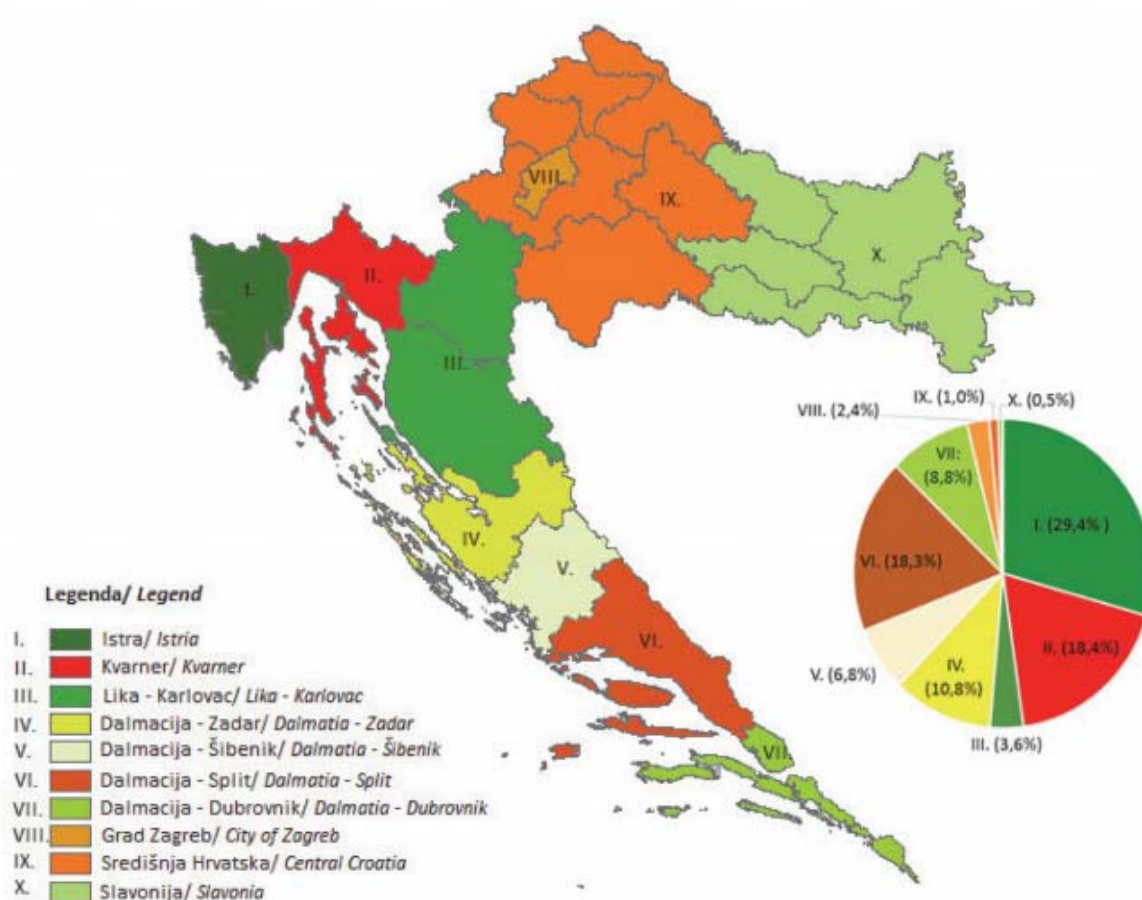 VIII.
IX.
X.
I.
II.
III.
IV.
V.
VI.
VII.
IX. (1,0%)
X. (0,5%)
VIII. (2,4%)
VII:
(8,8%)
I. (29,4% )
VI. (18,3%)
II. (18,4%)
V. (6,8%)
IV.
(10,8%)
III. (3,6%)
Legenda/ Legend
I. Istra/ Istria
II. Kvarner/ Kvarner
III. Lika - Karlovac/ Lika - Karlovac
IV. Dalmacija - Zadar/ Dalmatia - Zadar
V. Dalmacija - Šibenik/ Dalmatia - Šibenik
VI. Dalmacija - Split/ Dalmatia - Split
VII. Dalmacija - Dubrovnik/ Dalmatia - Dubrovnik
VIII. Grad Zagreb/ City of Zagreb
IX. Središnja Hrvatska/ Central Croatia
X. Slavonija/ Slavonia